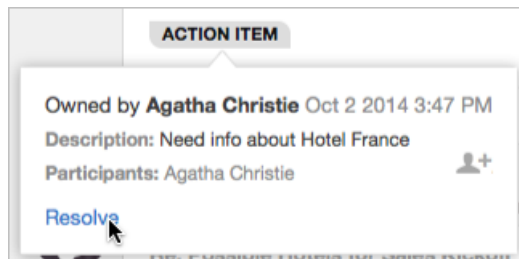 ACTION ITEM
Owned by Agatha Christie Oct 2 2014 3:47 PM
Description: Need info about Hotel France
Participants: Agatha Christie
Resolve